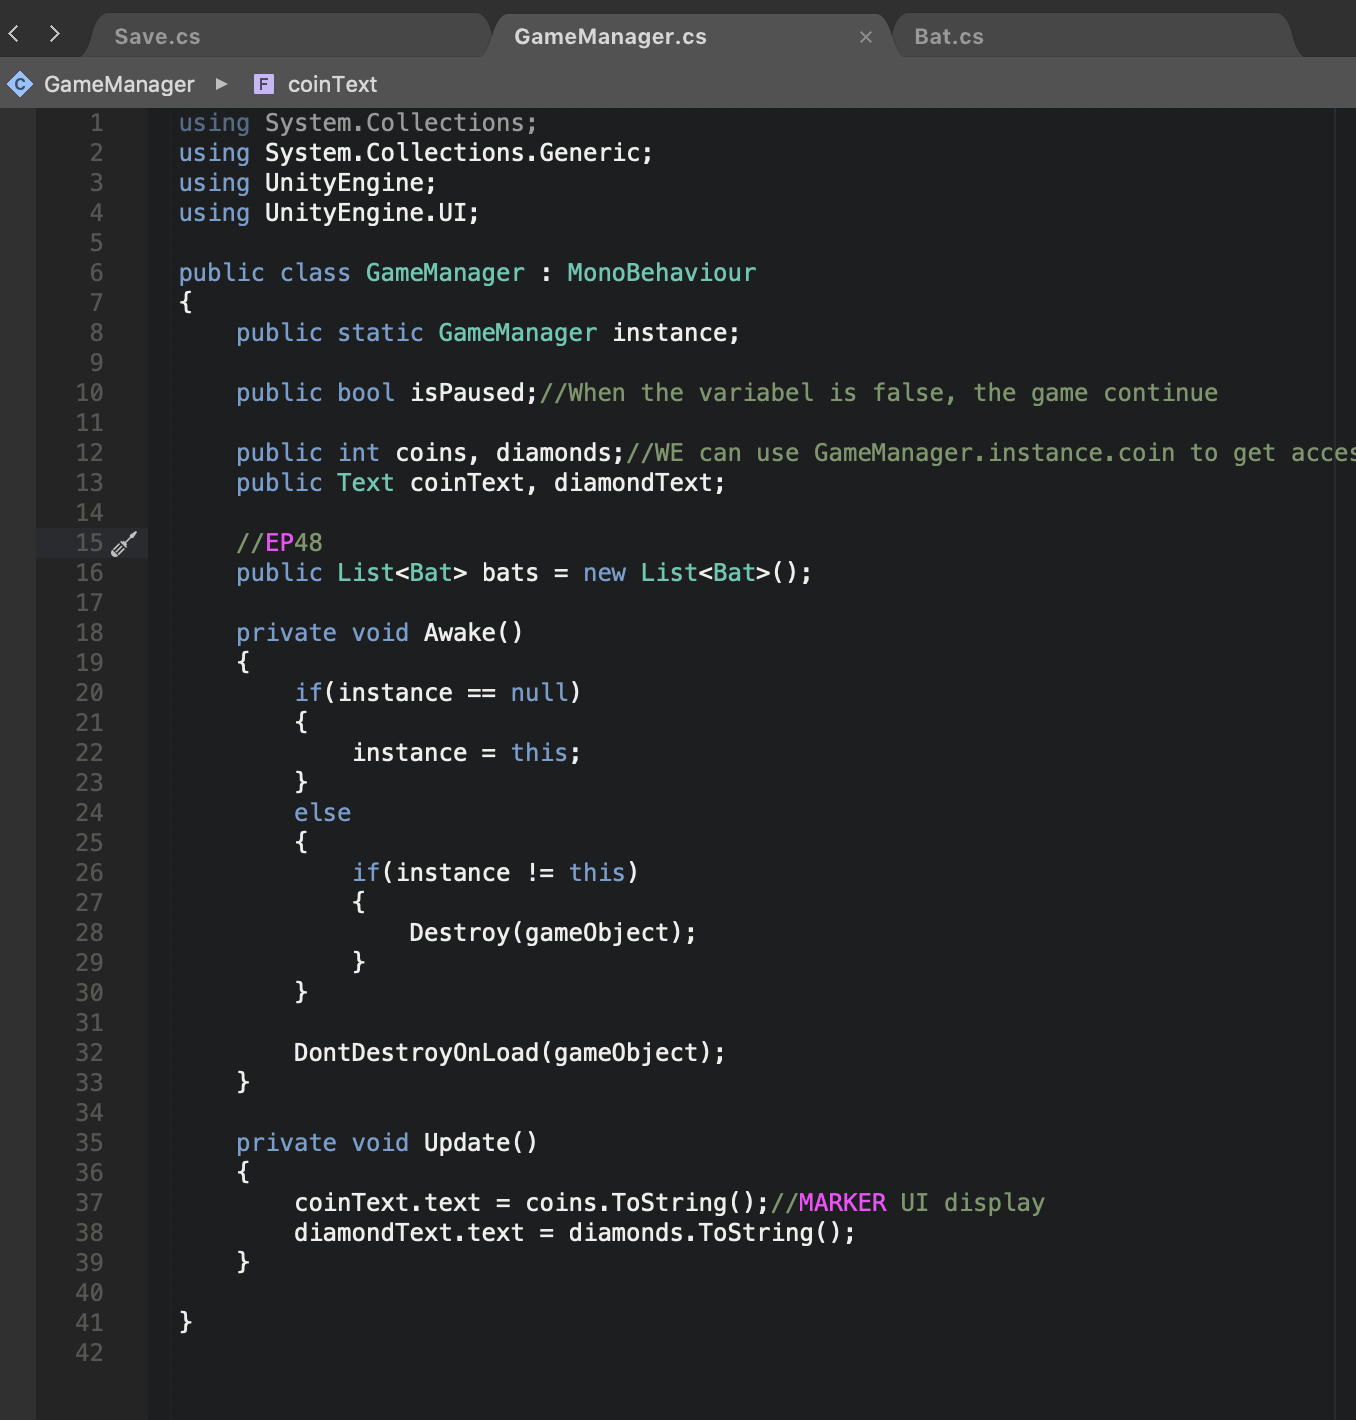 Save.cs GameManager.cs × Bat.cs
C GameManager ▶ F coinText
1 using System.Collections;
2 using System.Collections.Generic;
3 using UnityEngine;
4 using UnityEngine.UI;
5
6 public class GameManager : MonoBehaviour
7 {
8 public static GameManager instance;
9
10 public bool isPaused;//When the variabel is false, the game continue
11
12 public int coins, diamonds;//WE can use GameManager.instance.coin to get acces
13 public Text coinText, diamondText;
14
15 //EP48
16 public List<Bat> bats = new List<Bat>();
17
18 private void Awake()
19 {
20 if(instance == null)
21 {
22 instance = this;
23 }
24 else
25 {
26 if(instance != this)
27 {
28 Destroy(gameObject);
29 }
30 }
31
32 DontDestroyOnLoad(gameObject);
33 }
34
35 private void Update()
36 {
37 coinText.text = coins.ToString();//MARKER UI display
38 diamondText.text = diamonds.ToString();
39 }
40
41 }
42